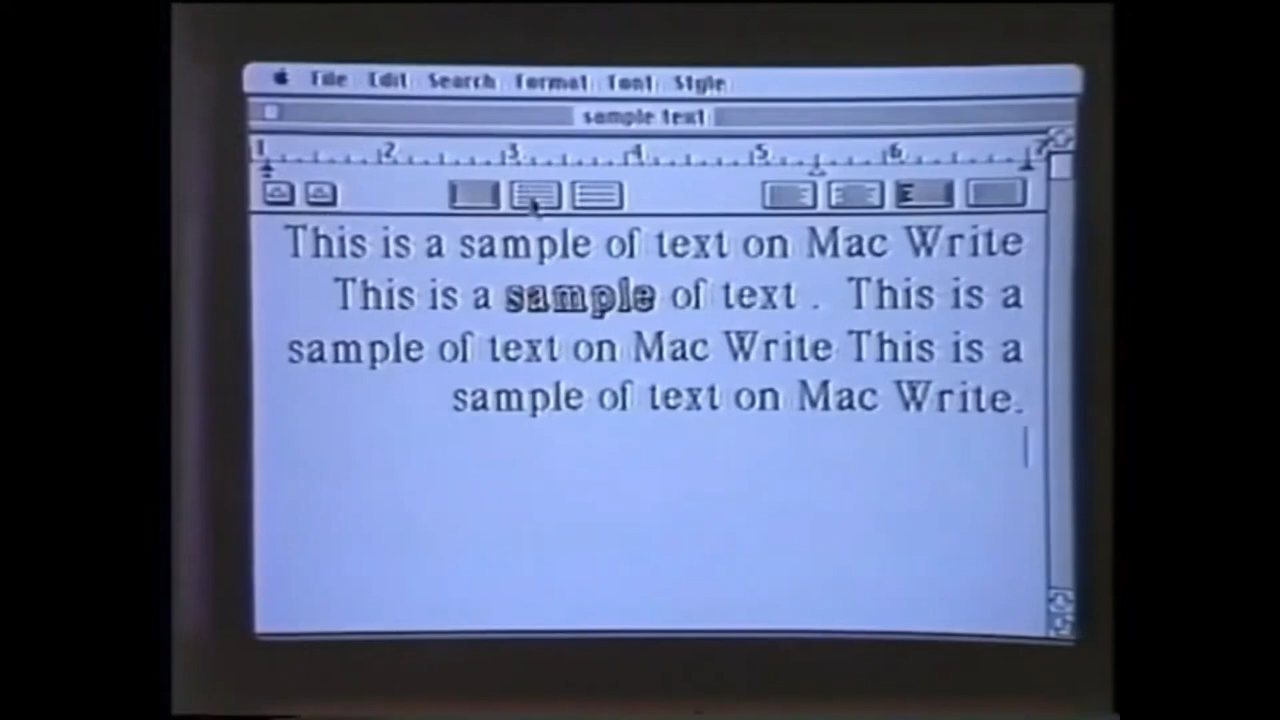 File Edit Search Format Font Style
sample text
1 2 3 4 5 6 7
This is a sample of text on Mac Write
This is a sample of text . This is a
sample of text on Mac Write This is a
sample of text on Mac Write.